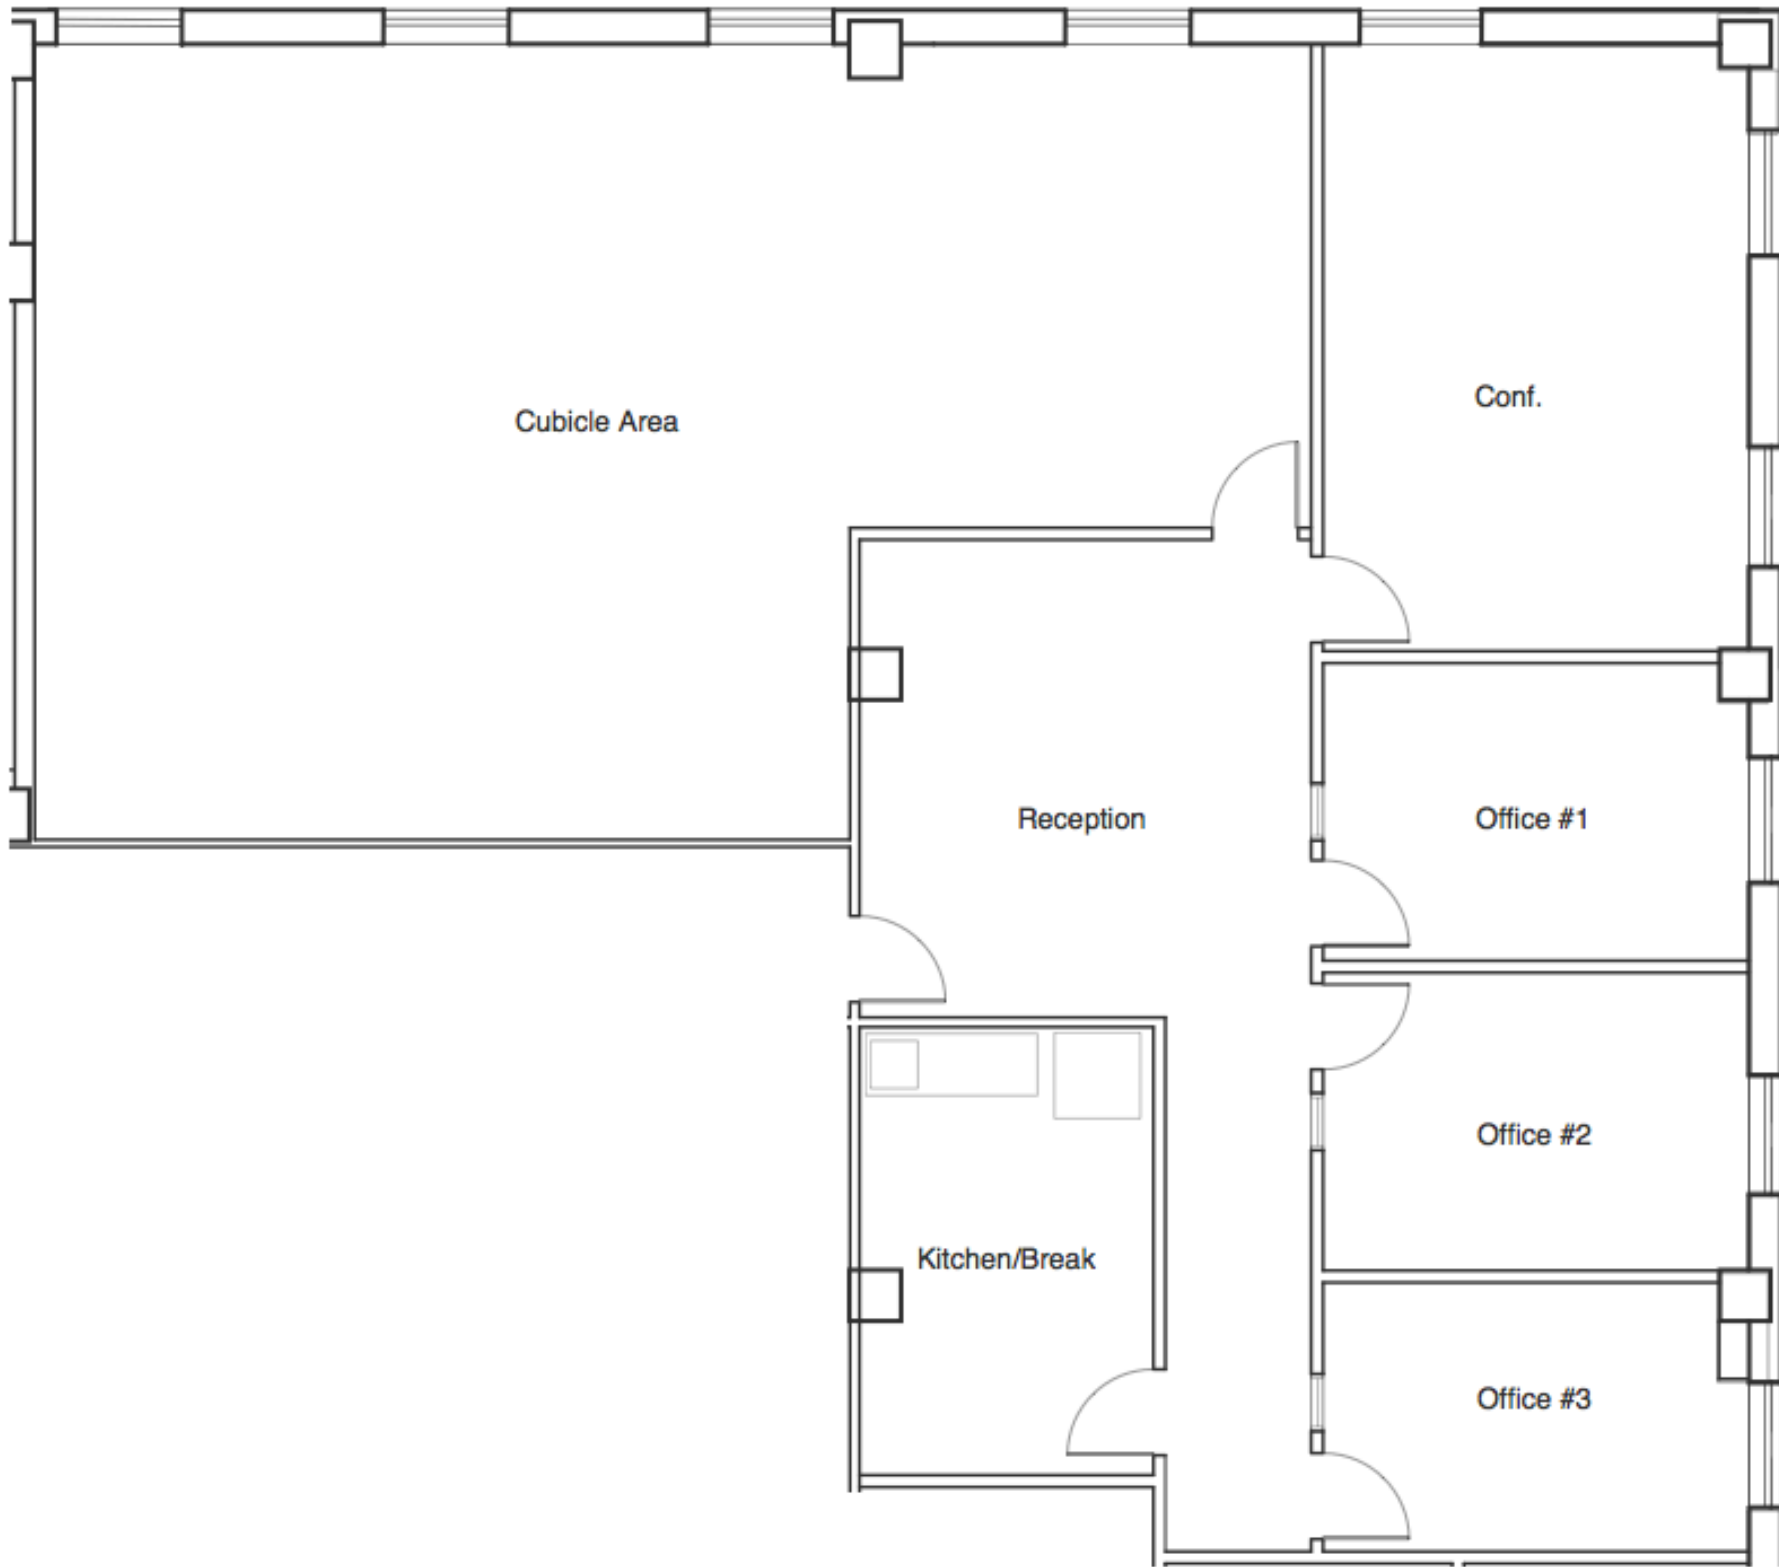 Conf.
Cubicle Area
Reception
Office #1
Office #2
Kitchen/Break
Office #3